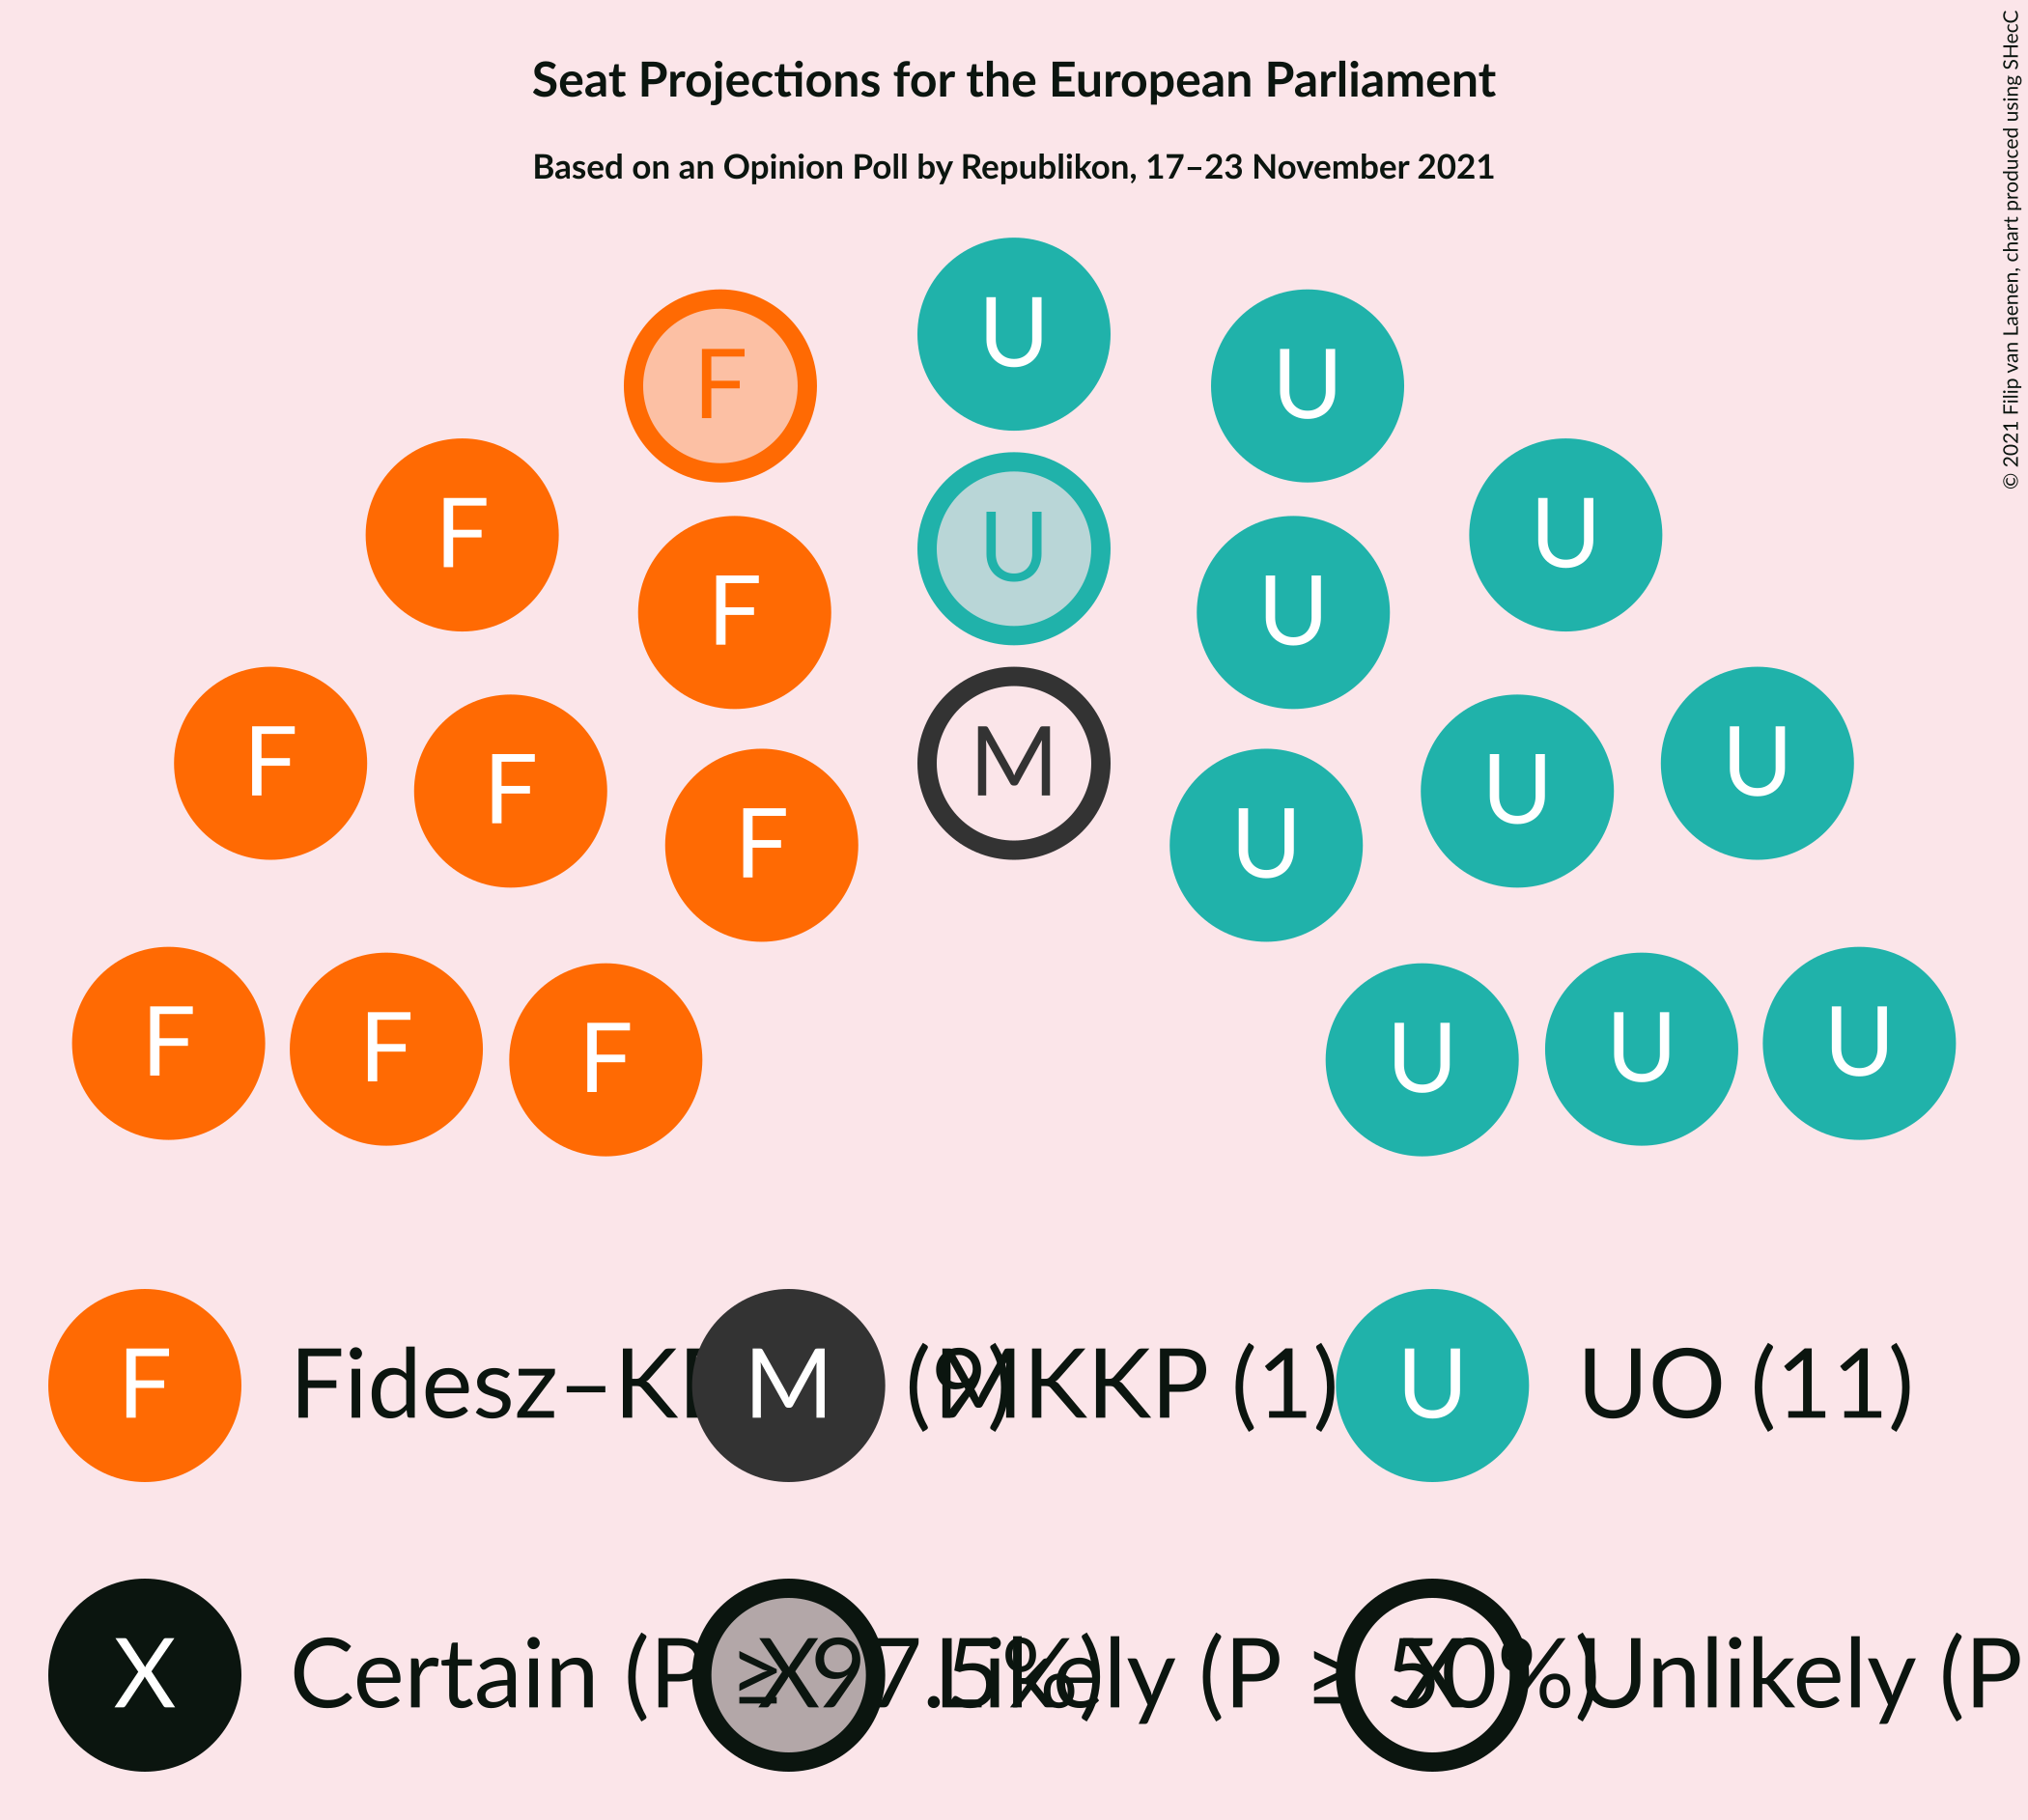 Seat Projections for the European Parliament
Based on an Opinion Poll by Republikon, 17–23 November 2021
© 2021 Filip van Laenen, chart produced using SHecC
U
F U
F U U
F U
F F M U U
F U
F F F U U U
F Fidesz–K (9) M MKKP (1) U UO (11)
X Certain (P ≥ 97.5%) X Likely (P ≥ 50%) X Unlikely (P